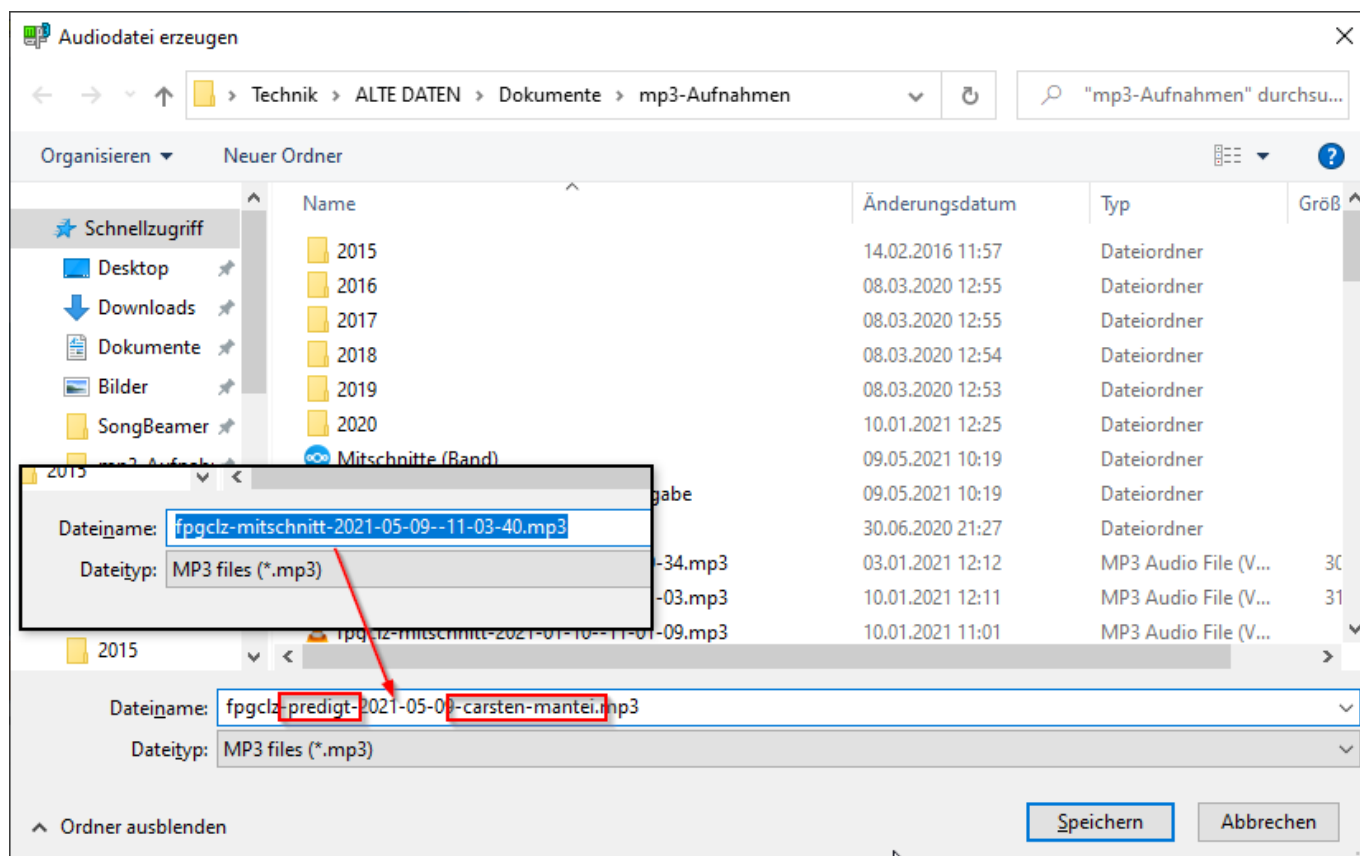 Audiodatei erzeugen
Technik > ALTE DATEN > Dokumente > mp3-Aufnahmen
"mp3-Aufnahmen" durchsu...
Organisieren
Neuer Ordner
?
Name Änderungsdatum Typ Größ
Schnellzugriff
Desktop
Downloads
Dokumente
Bilder
SongBeamer
2015 14.02.2016 11:57 Dateiordner
2016 08.03.2020 12:55 Dateiordner
2017 08.03.2020 12:55 Dateiordner
2018 08.03.2020 12:54 Dateiordner
2019 08.03.2020 12:53 Dateiordner
2020 10.01.2021 12:25 Dateiordner
Mitschnitte (Band) 09.05.2021 10:19 Dateiordner
gabe 09.05.2021 10:19 Dateiordner
30.06.2020 21:27 Dateiordner
-34.mp3 03.01.2021 12:12 MP3 Audio File (V... 30
-03.mp3 10.01.2021 12:11 MP3 Audio File (V... 31
fpgclz-mitschnitt-2021-01-10--11-01-09.mp3 10.01.2021 11:01 MP3 Audio File (V...
2015
Dateiname: fpgclz-mitschnitt-2021-05-09--11-03-40.mp3
Dateityp: MP3 files (*.mp3)
2015
Dateiname: fpgclz-predigt-2021-05-09-carsten-mantei.mp3
Dateityp: MP3 files (*.mp3)
Ordner ausblenden
Speichern
Abbrechen